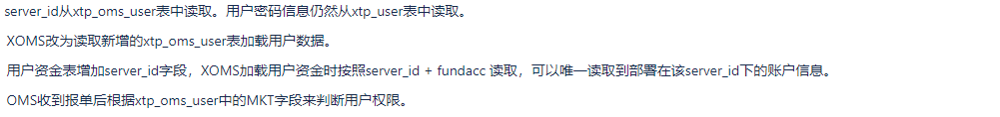 server_id从xtp_oms_user表中读取。用户密码信息仍然从xtp_user表中读取。
XOMS改为读取新增的xtp_oms_user表加载用户数据。
用户资金表增加server_id字段，XOMS加载用户资金时按照server_id + fundacc 读取，可以唯一读取到部署在该server_id下的账户信息。
OMS收到报单后根据xtp_oms_user中的MKT字段来判断用户权限。